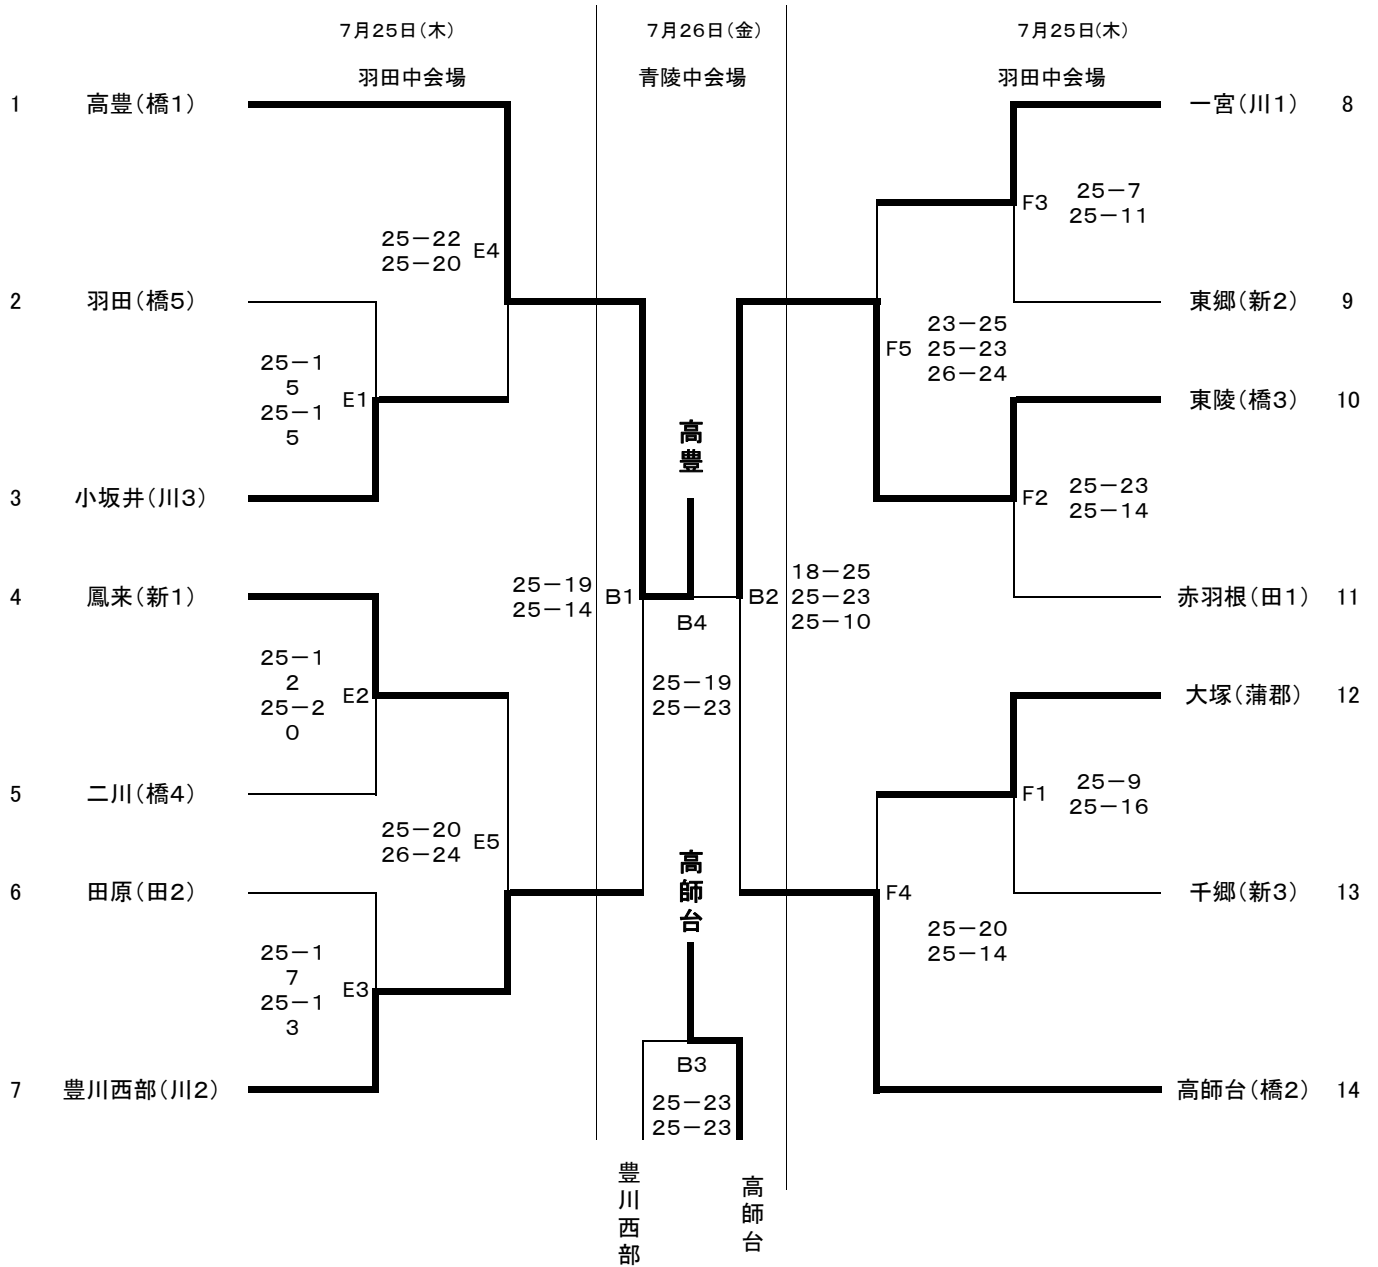 7月25日(木)
7月26日(金)
7月25日(木)
羽田中会場
青陵中会場
羽田中会場
1 高豊(橋1)
一宮(川1) 8
F3
25-7
25-11
25-22
25-20
E4
2 羽田(橋5)
東郷(新2) 9
23-25
25-23
26-24
F5
25-1
5
25-1
5
E1
東陵(橋3) 10
高豊
3 小坂井(川3)
F2
25-23
25-14
4 鳳来(新1)
25-19
25-14
B1
B4
B2
18-25
25-23
25-10
赤羽根(田1) 11
25-1
2
25-2
0
E2
25-19
25-23
大塚(蒲郡) 12
5 二川(橋4)
F1
25-9
25-16
25-20
26-24
E5
高師台
6 田原(田2)
F4
千郷(新3) 13
25-20
25-14
25-1
7
25-1
3
E3
B3
25-23
25-23
7 豊川西部(川2)
高師台(橋2) 14
豊川西部
高師台